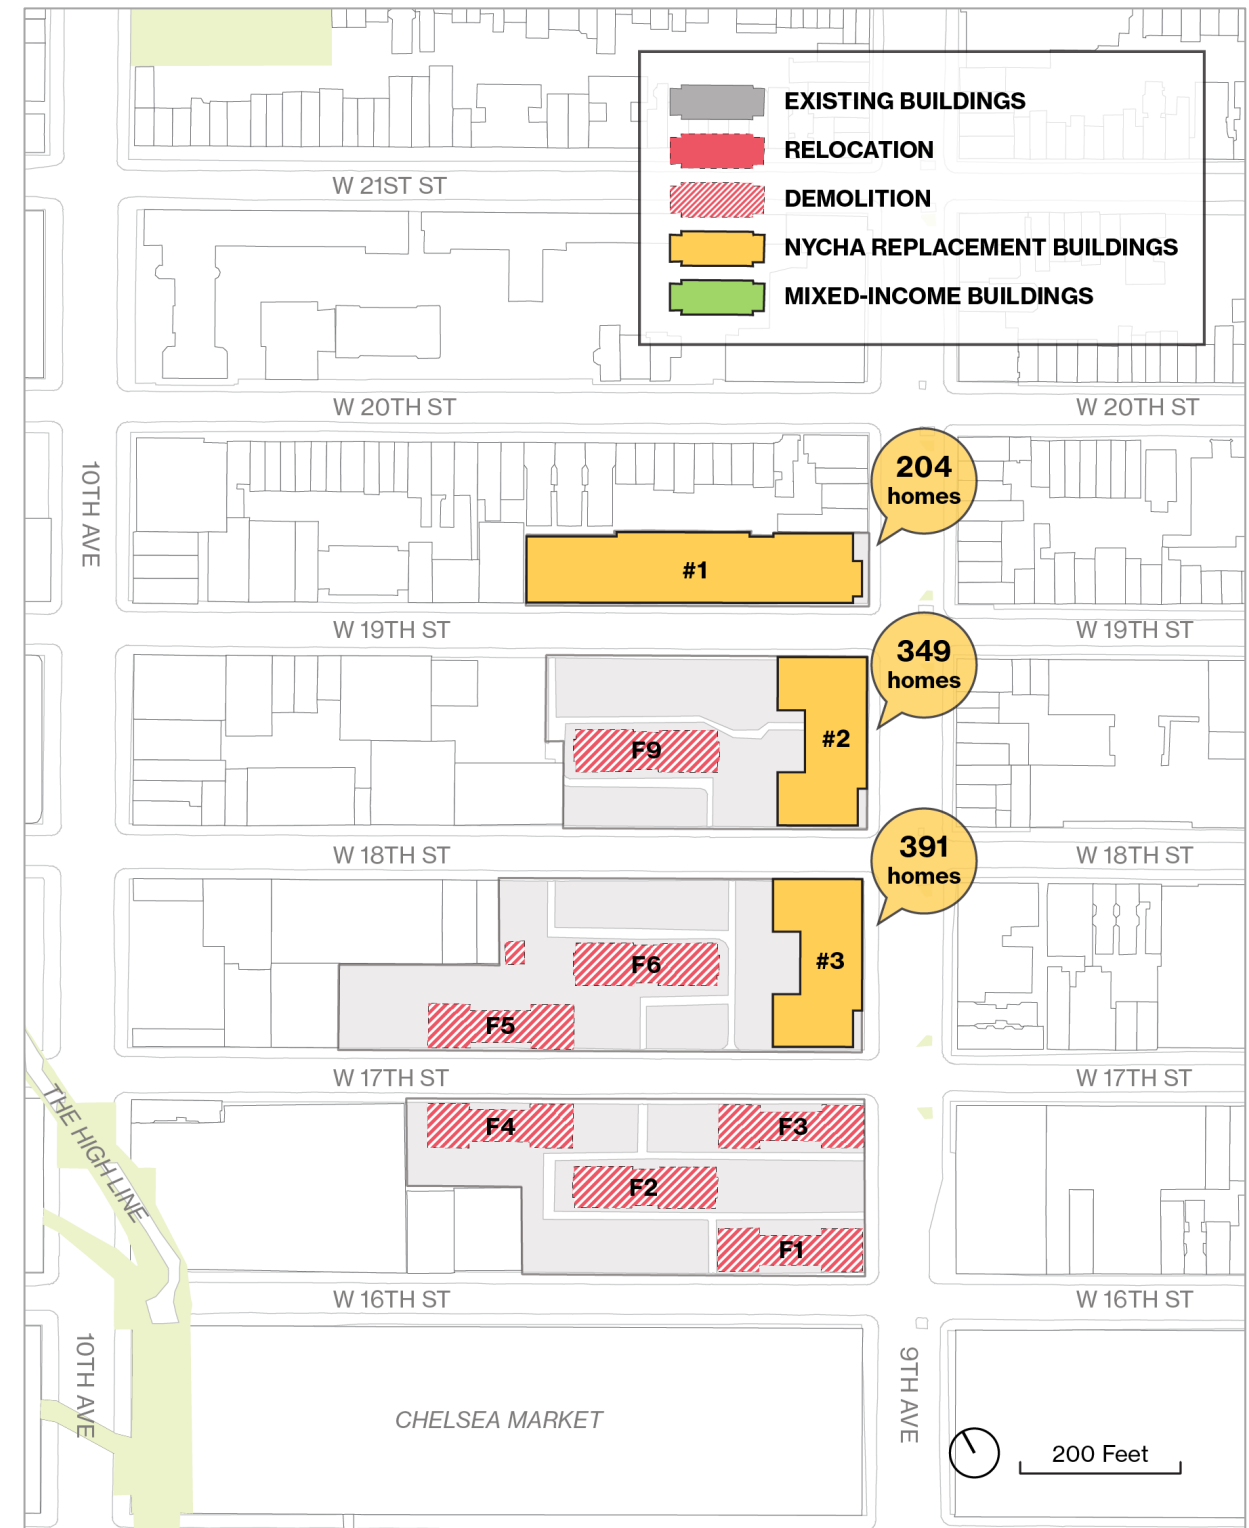 EXISTING BUILDINGS
RELOCATION
DEMOLITION
NYCHA REPLACEMENT BUILDINGS
MIXED-INCOME BUILDINGS
W 21ST ST
W 20TH ST
W 20TH ST
10TH AVE
204
homes
#1
W 19TH ST
W 19TH ST
349
homes
#2
F9
W 18TH ST
W 18TH ST
391
homes
#3
F6
F5
W 17TH ST
W 17TH ST
THE HIGH LINE
F4
F3
F2
F1
W 16TH ST
W 16TH ST
10TH AVE
9TH AVE
CHELSEA MARKET
200 Feet